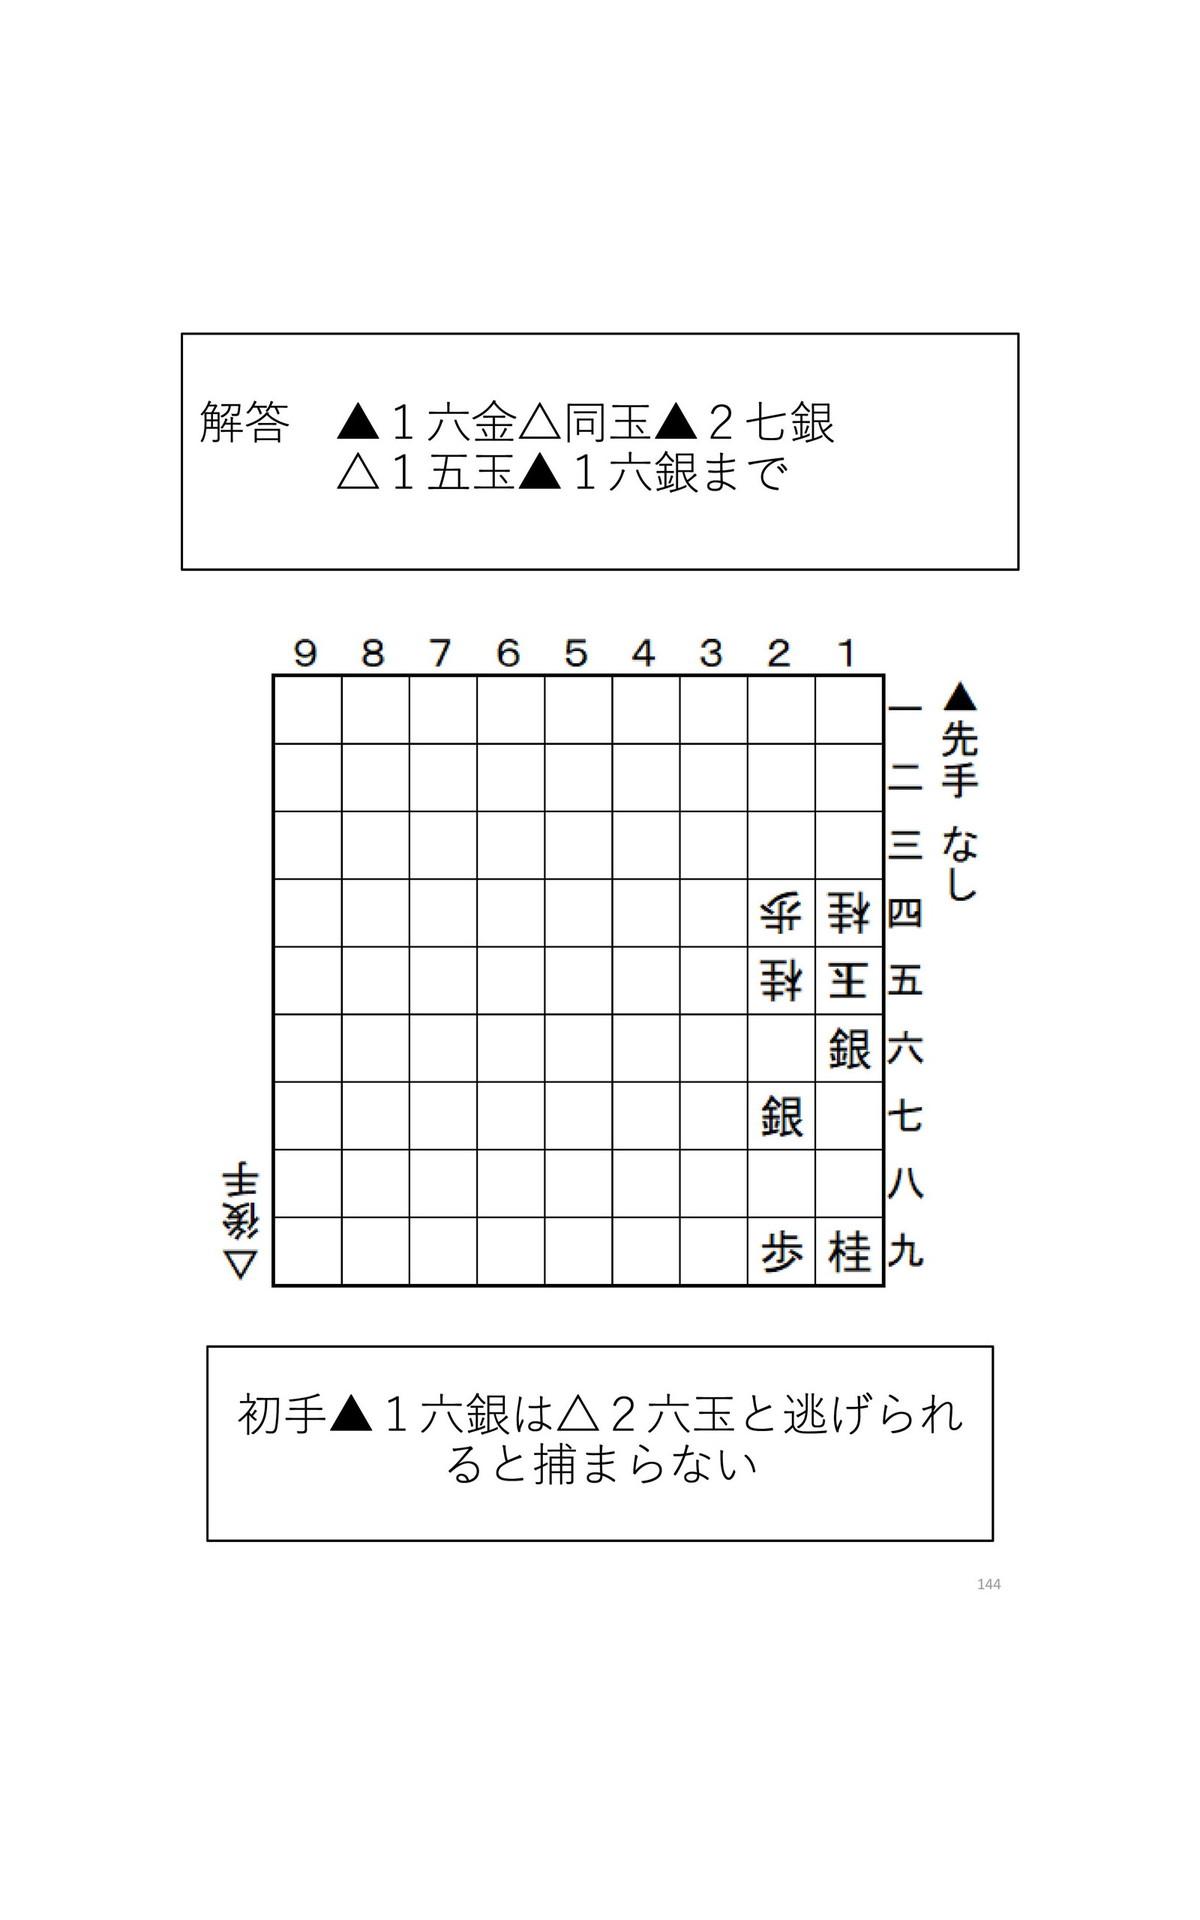 解答　▲１六金△同玉▲２七銀
△１五玉▲１六銀まで
９ ８ ７ ６ ５ ４ ３ ２ １
一
二
三
歩 桂 四
桂 玉 五
銀 六
銀 七
八
歩 桂 九
▲先手 なし
△後手
初手▲１六銀は△２六玉と逃げられ
ると捕まらない
144